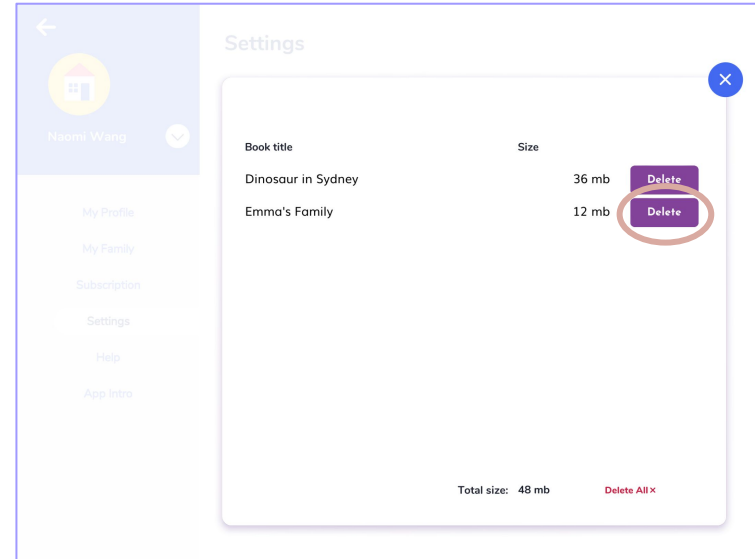 Settings
Naomi Wang
My Profile
My Family
Subscription
Settings
Help
App Intro
Book title Size
Dinosaur in Sydney 36 mb Delete
Emma's Family 12 mb Delete
Total size: 48 mb Delete All ×